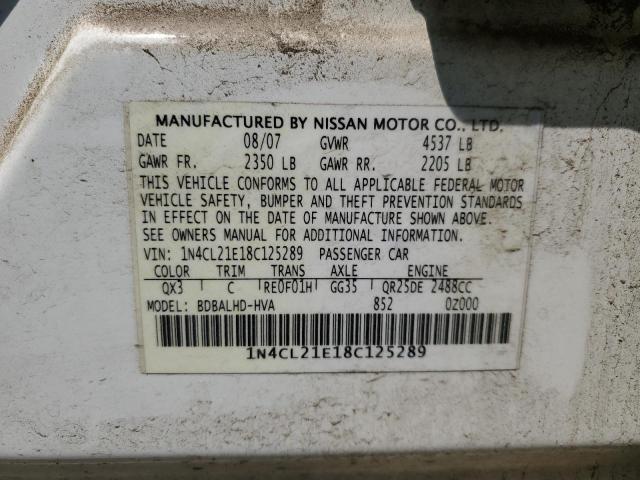 MANUFACTURED BY NISSAN MOTOR CO., LTD.
DATE 08/07 GVWR 4537 LB
GAWR FR. 2350 LB GAWR RR. 2205 LB
THIS VEHICLE CONFORMS TO ALL APPLICABLE FEDERAL MOTOR
VEHICLE SAFETY, BUMPER AND THEFT PREVENTION STANDARDS
IN EFFECT ON THE DATE OF MANUFACTURE SHOWN ABOVE.
SEE OWNERS MANUAL FOR ADDITIONAL INFORMATION.
VIN: 1N4CL21E18C125289 PASSENGER CAR
COLOR TRIM TRANS AXLE ENGINE
QX3 C RE0F01H GG35 QR25DE 2488CC
MODEL: BDBALHD-HVA 852 0Z000
1N4CL21E18C125289